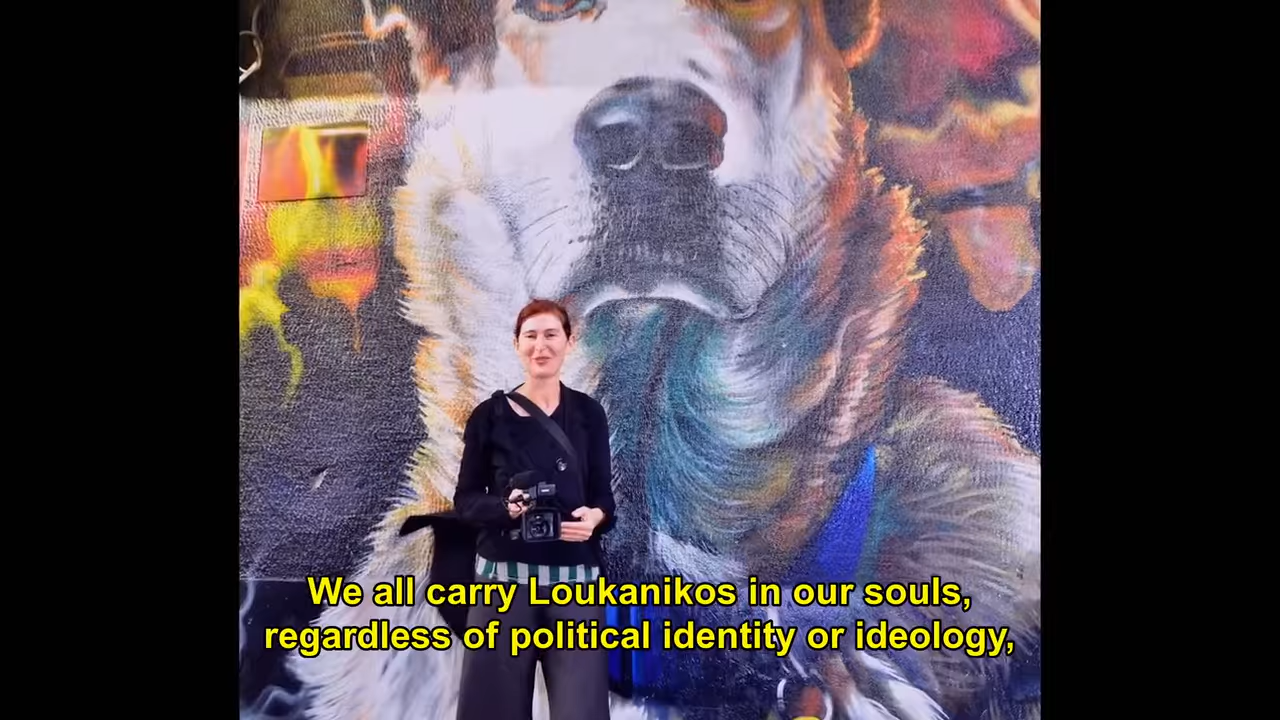 We all carry Loukanikos in our souls,
regardless of political identity or ideology,